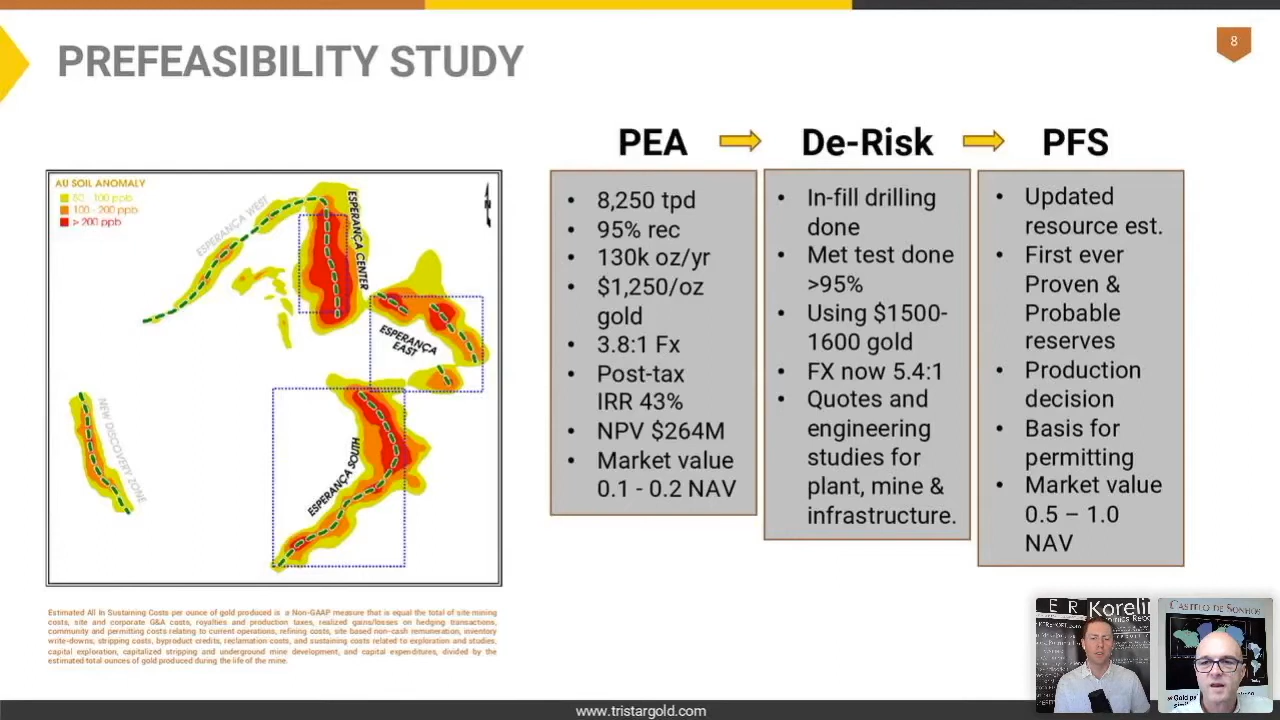 8
PREFEASIBILITY STUDY
PEA
De-Risk
PFS
AU SOIL ANOMALY
50 - 100 ppb
100 - 200 ppb
> 200 ppb
ESPERANÇA WEST
ESPERANÇA CENTER
ESPERANÇA
EAST
NEW DISCOVERY ZONE
ESPERANÇA SOUTH
• 8,250 tpd
• 95% rec
• 130k oz/yr
• $1,250/oz
gold
• 3.8:1 Fx
• Post-tax
IRR 43%
• NPV $264M
• Market value
0.1 - 0.2 NAV
• In-fill drilling
done
• Met test done
>95%
• Using $1500-
1600 gold
• FX now 5.4:1
• Quotes and
engineering
studies for
plant, mine &
infrastructure.
• Updated
resource est.
• First ever
Proven &
Probable
reserves
• Production
decision
• Basis for
permitting
• Market value
0.5 – 1.0
NAV
Estimated All In Sustaining Costs per ounce of gold produced is a Non-GAAP measure that is equal the total of site mining
costs, site and corporate G&A costs, royalties and production taxes, realized gains/losses on hedging transactions,
community and permitting costs relating to current operations, refining costs, site based non-cash remuneration, inventory
write-downs, stripping costs, byproduct credits, reclamation costs, and sustaining costs related to exploration and studies,
capital exploration, capitalized stripping and underground mine development, and capital expenditures, divided by the
estimated total ounces of gold produced during the life of the mine.
www.tristargold.com